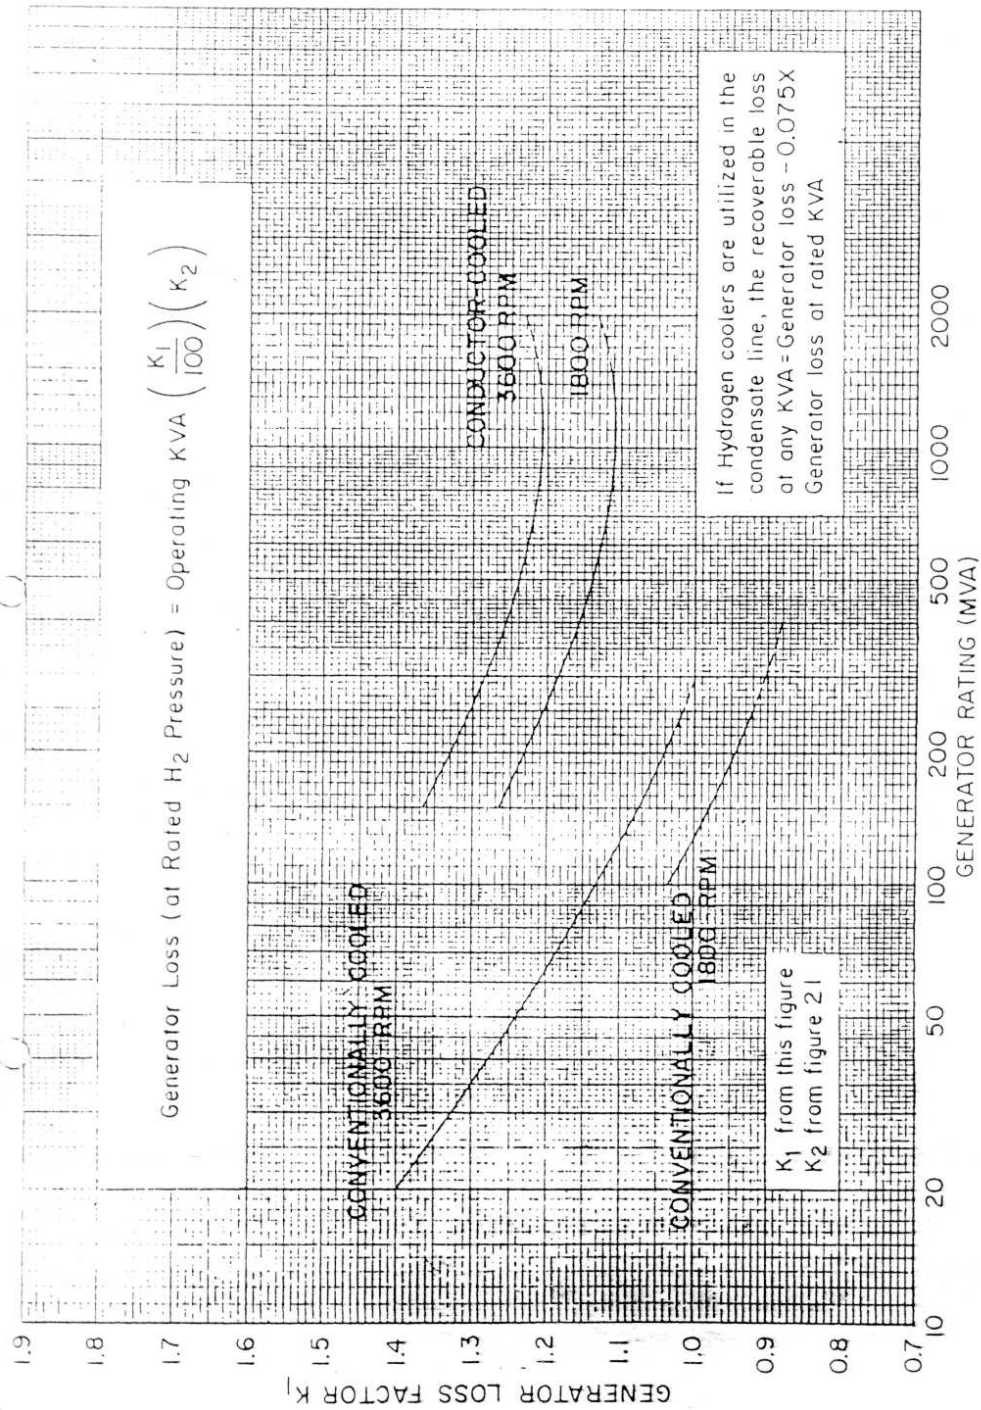 Generator Loss (at Rated H2 Pressure) = Operating KVA (K1/100)(K2)
CONDUCTOR-COOLED
3600 RPM
1800 RPM
CONVENTIONALLY COOLED
3600 RPM
CONVENTIONALLY COOLED
1800 RPM
K1 from this figure
K2 from figure 21
If Hydrogen coolers are utilized in the
condensate line, the recoverable loss
at any KVA = Generator loss - 0.075X
Generator loss at rated KVA
GENERATOR LOSS FACTOR K1
1.9
1.8
1.7
1.6
1.5
1.4
1.3
1.2
1.1
1.0
0.9
0.8
0.7
10
20
50
100
200
500
1000
2000
GENERATOR RATING (MVA)